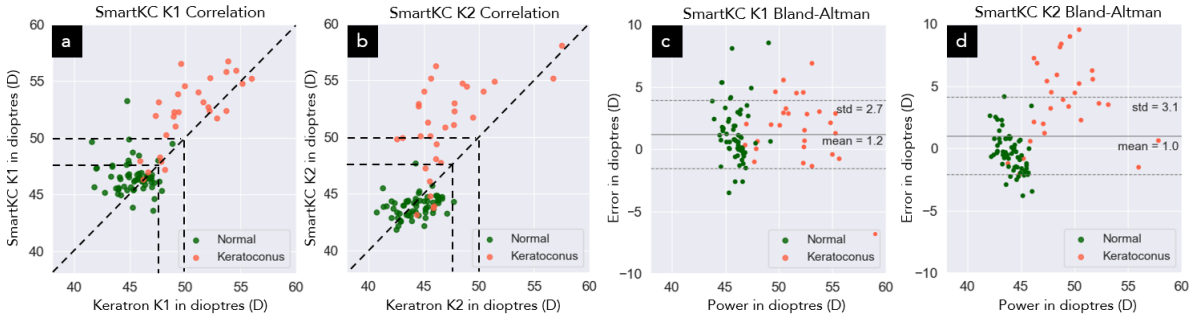 SmartKC K1 Correlation
a
SmartKC K1 in dioptres (D)
60
55
50
45
40
40
45
50
55
60
Normal
Keratoconus
Keratron K1 in dioptres (D)
SmartKC K2 Correlation
b
SmartKC K2 in dioptres (D)
60
55
50
45
40
40
45
50
55
60
Normal
Keratoconus
Keratron K2 in dioptres (D)
SmartKC K1 Bland-Altman
c
Error in dioptres (D)
10
5
0
−5
−10
std = 2.7
mean = 1.2
Normal
Keratoconus
40
45
50
55
60
Power in dioptres (D)
SmartKC K2 Bland-Altman
d
Error in dioptres (D)
10
5
0
−5
−10
std = 3.1
mean = 1.0
Normal
Keratoconus
40
45
50
55
60
Power in dioptres (D)